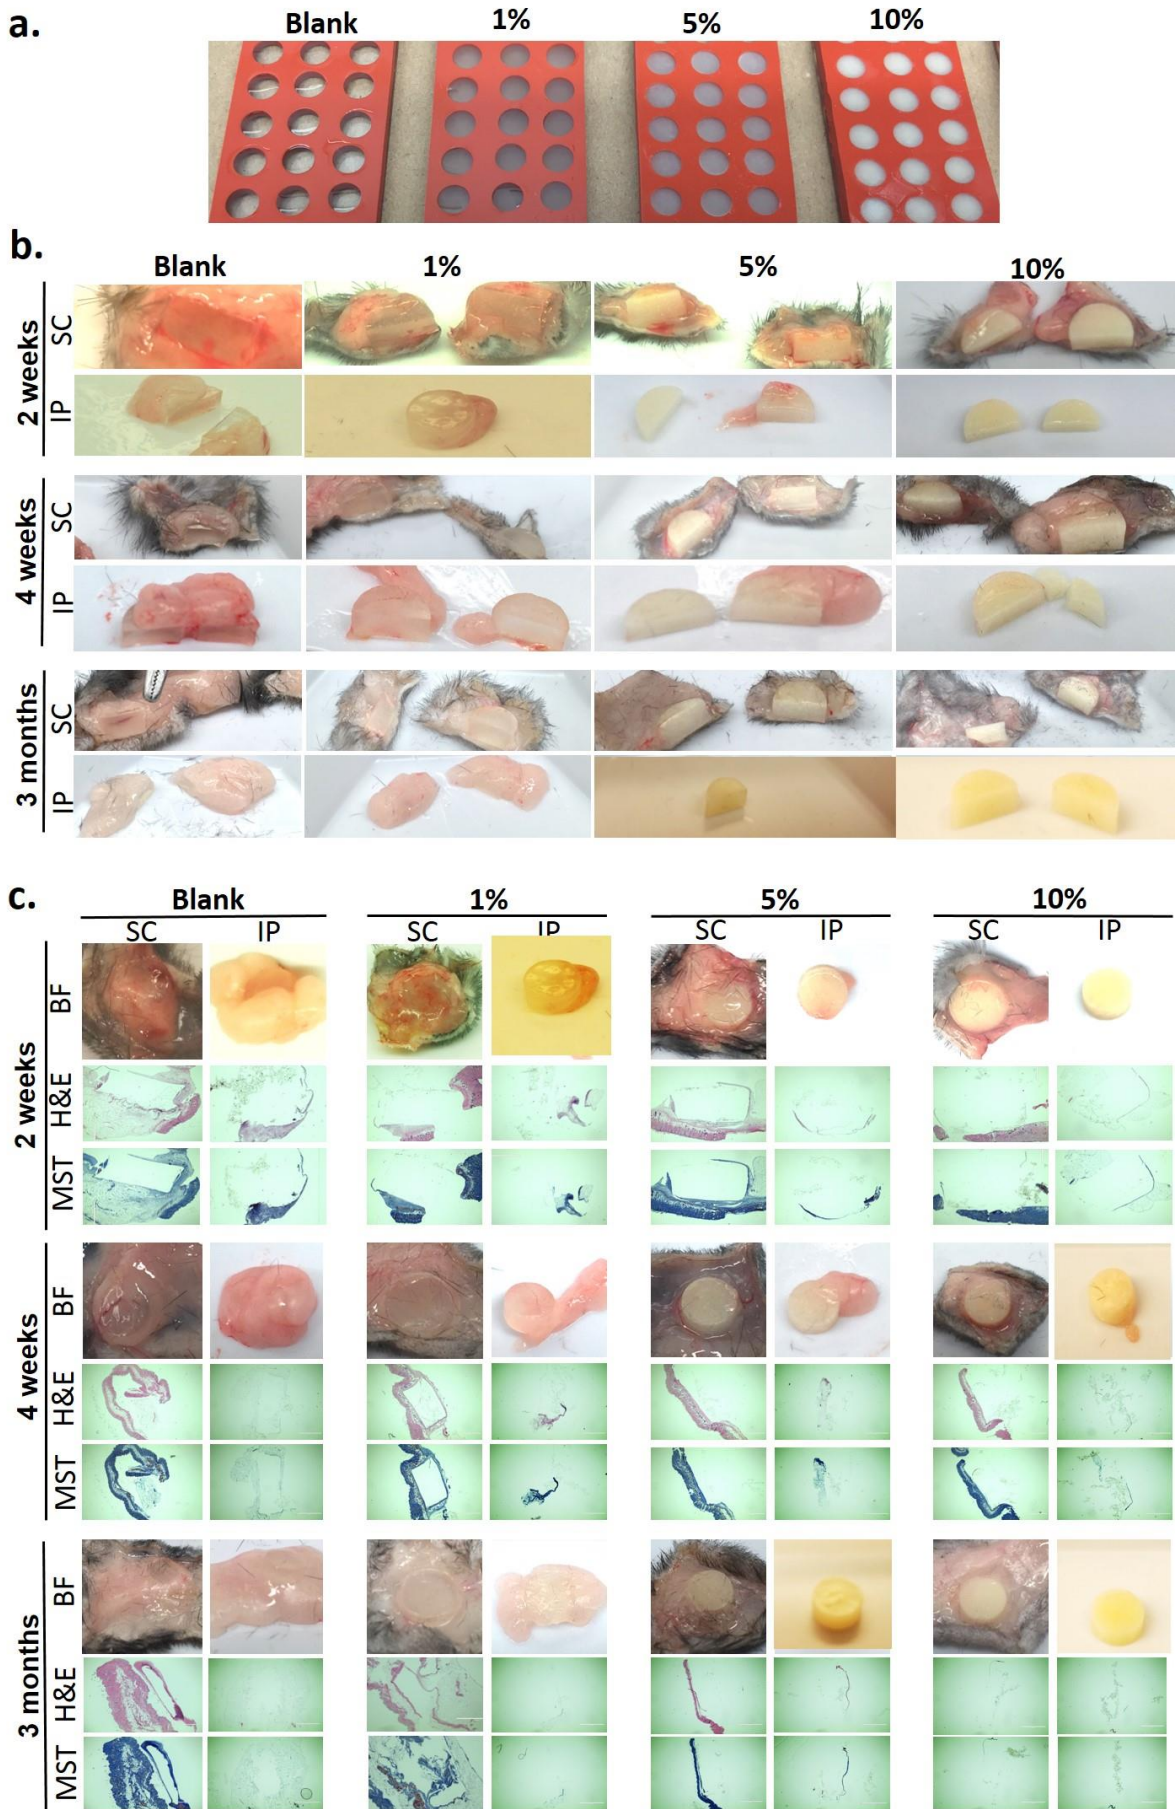 a.
Blank 1% 5% 10%
b.
Blank 1% 5% 10%
2 weeks
SC
IP
4 weeks
SC
IP
3 months
SC
IP
c.
Blank 1% 5% 10%
SC IP SC IP SC IP SC IP
2 weeks
BF
H&E
MST
4 weeks
BF
H&E
MST
3 months
BF
H&E
MST